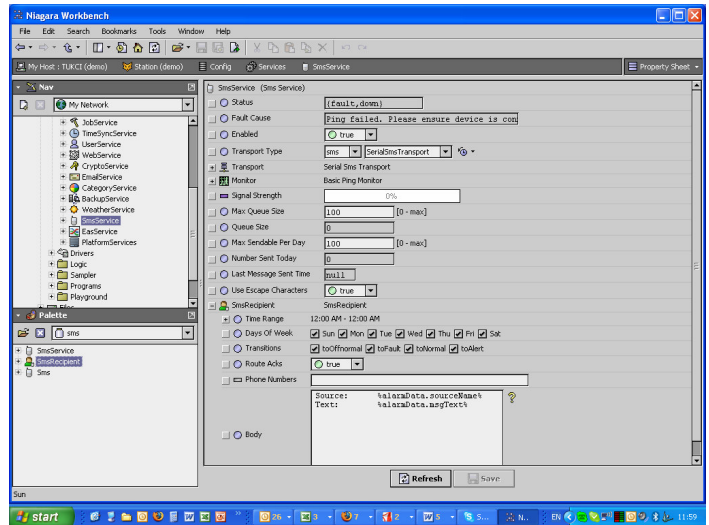 Niagara Workbench
File Edit Search Bookmarks Tools Window Help
My Host : TUKCI (demo) Station (demo) Config Services SmsService Property Sheet
Nav
My Network
JobService
TimeSyncService
UserService
WebService
CryptoService
EmailService
CategoryService
BackupService
WeatherService
SmsService
EasService
PlatformServices
Drivers
Logic
Sampler
Programs
Playground
Palette
sms
SmsService
SmsRecipient
Sms
SmsService (Sms Service)
Status {fault,down}
Fault Cause Ping failed. Please ensure device is con
Enabled true
Transport Type sms SerialSmsTransport
Transport Serial Sms Transport
Monitor Basic Ping Monitor
Signal Strength 0%
Max Queue Size 100 [0 - max]
Queue Size 0
Max Sendable Per Day 100 [0 - max]
Number Sent Today 0
Last Message Sent Time null
Use Escape Characters true
SmsRecipient SmsRecipient
Time Range 12:00 AM - 12:00 AM
Days Of Week Sun Mon Tue Wed Thu Fri Sat
Transitions toOffnormal toFault toNormal toAlert
Route Acks true
Phone Numbers
Body
Source: %alarmData.sourceName%
Text: %alarmData.msgText%
Refresh Save
Sun
start 26 3 7 2 5 S... N.. EN 11:59